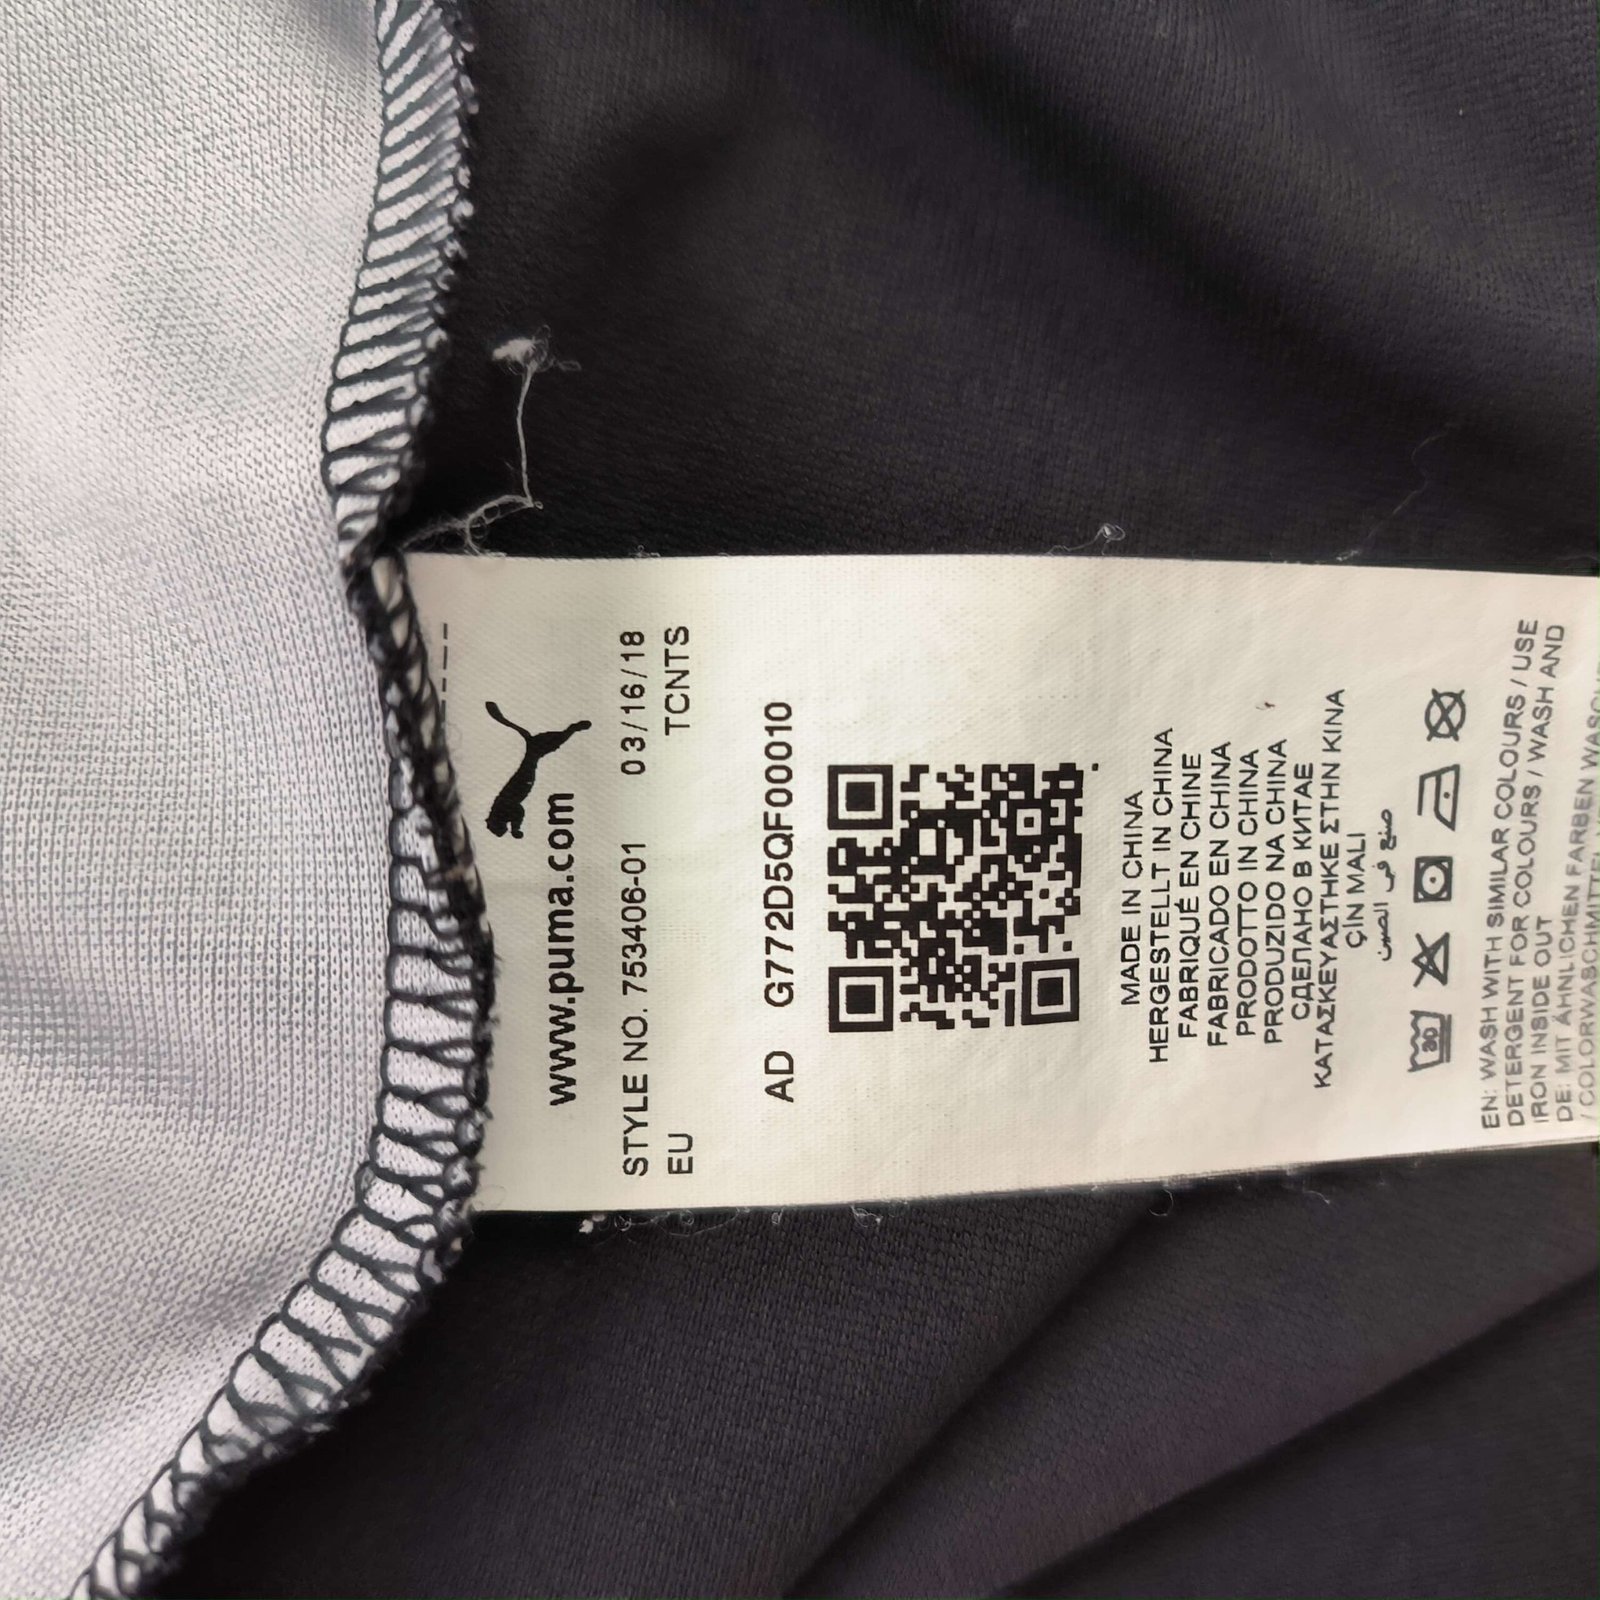 www.puma.com
STYLE NO. 753406-01 03/16/18
EU TCNTS
AD G772D5QF00010
MADE IN CHINA
HERGESTELLT IN CHINA
FABRIQUÉ EN CHINE
FABRICADO EN CHINA
PRODOTTO IN CHINA
PRODUZIDO NA CHINA
СДЕЛАНО В КИТАЕ
ΚΑΤΑΣΚΕΥΑΣΤΗΚΕ ΣΤΗΝ ΚΙΝΑ
ÇİN MALI
صنع في الصين
30
EN: WASH WITH SIMILAR COLOURS / USE
DETERGENT FOR COLOURS / WASH AND
IRON INSIDE OUT
DE: MIT ÄHNLICHEN FARBEN WASCHEN
/ COLORWASCHMITTEL